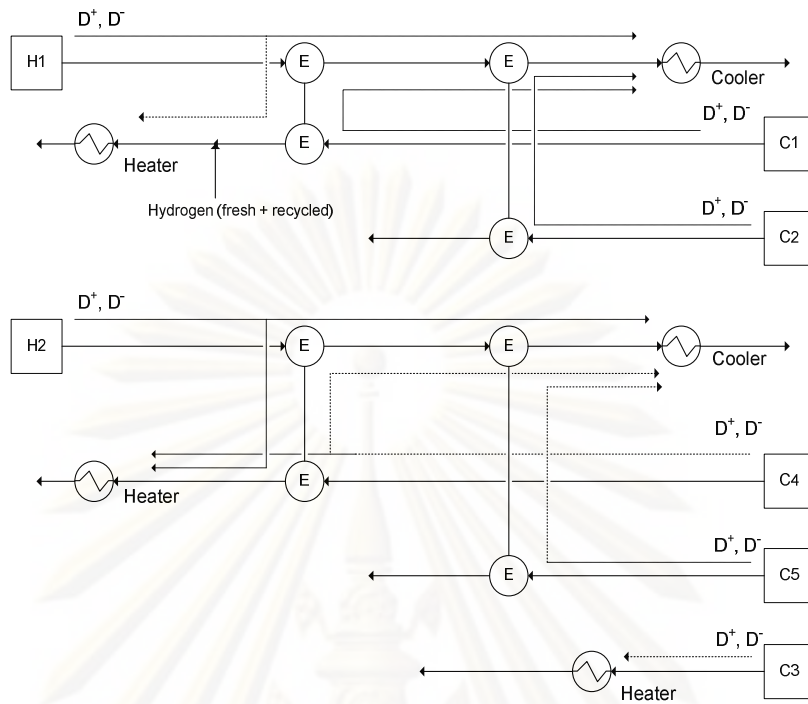 D⁺, D⁻
H1
E
E
Cooler
D⁺, D⁻
E
C1
Heater
Hydrogen (fresh + recycled)
D⁺, D⁻
E
C2
D⁺, D⁻
H2
E
E
Cooler
D⁺, D⁻
E
C4
Heater
D⁺, D⁻
E
C5
D⁺, D⁻
C3
Heater